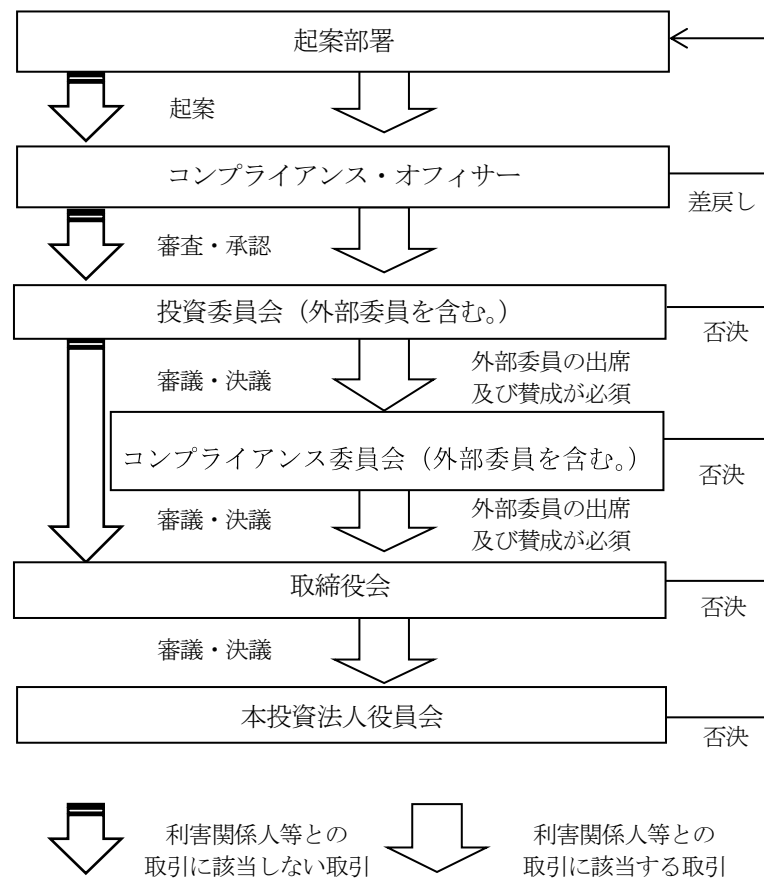 起案部署
起案
コンプライアンス・オフィサー
差戻し
審査・承認
投資委員会（外部委員を含む。）
否決
審議・決議
外部委員の出席
及び賛成が必須
コンプライアンス委員会（外部委員を含む。）
否決
審議・決議
外部委員の出席
及び賛成が必須
取締役会
否決
審議・決議
本投資法人役員会
否決
利害関係人等との
取引に該当しない取引
利害関係人等との
取引に該当する取引